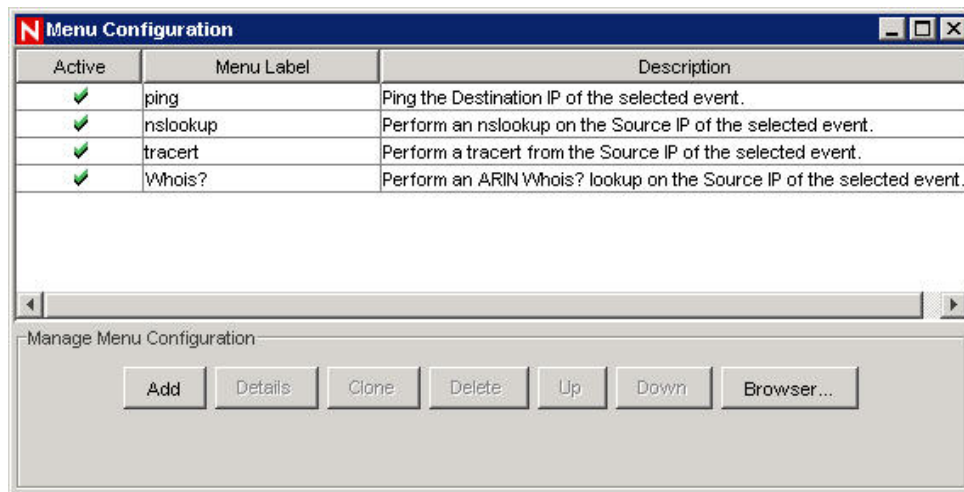 N Menu Configuration
Active Menu Label Description
ping Ping the Destination IP of the selected event.
nslookup Perform an nslookup on the Source IP of the selected event.
tracert Perform a tracert from the Source IP of the selected event.
Whois? Perform an ARIN Whois? lookup on the Source IP of the selected event.
Manage Menu Configuration
Add Details Clone Delete Up Down Browser...